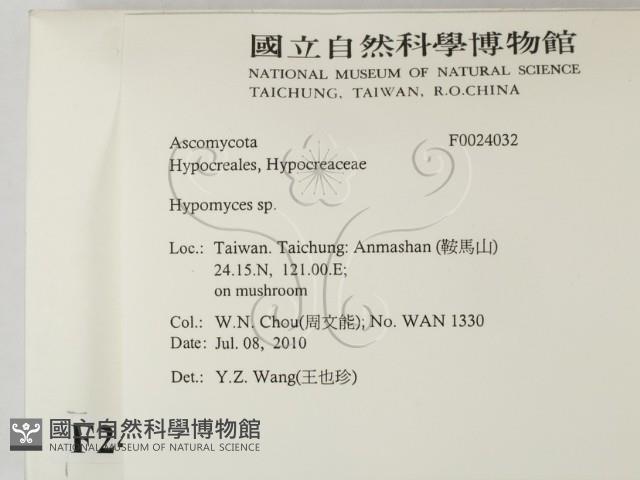 國立自然科學博物館
NATIONAL MUSEUM OF NATURAL SCIENCE
TAICHUNG, TAIWAN, R.O.CHINA
Ascomycota F0024032
Hypocreales, Hypocreaceae
Hypomyces sp.
Loc.: Taiwan. Taichung: Anmashan (鞍馬山)
24.15.N, 121.00.E;
on mushroom
Col.: W.N. Chou(周文能); No. WAN 1330
Date: Jul. 08, 2010
Det.: Y.Z. Wang(王也珍)
國立自然科學博物館
NATIONAL MUSEUM OF NATURAL SCIENCE